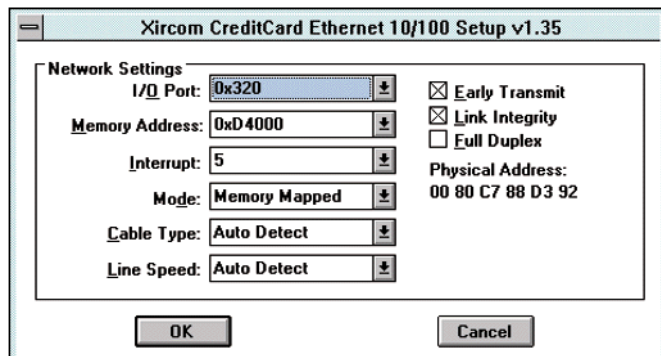 Xircom CreditCard Ethernet 10/100 Setup v1.35
Network Settings
I/O Port: 0x320
Memory Address: 0xD4000
Interrupt: 5
Mode: Memory Mapped
Cable Type: Auto Detect
Line Speed: Auto Detect
Early Transmit
Link Integrity
Full Duplex
Physical Address:
00 80 C7 88 D3 92
OK
Cancel